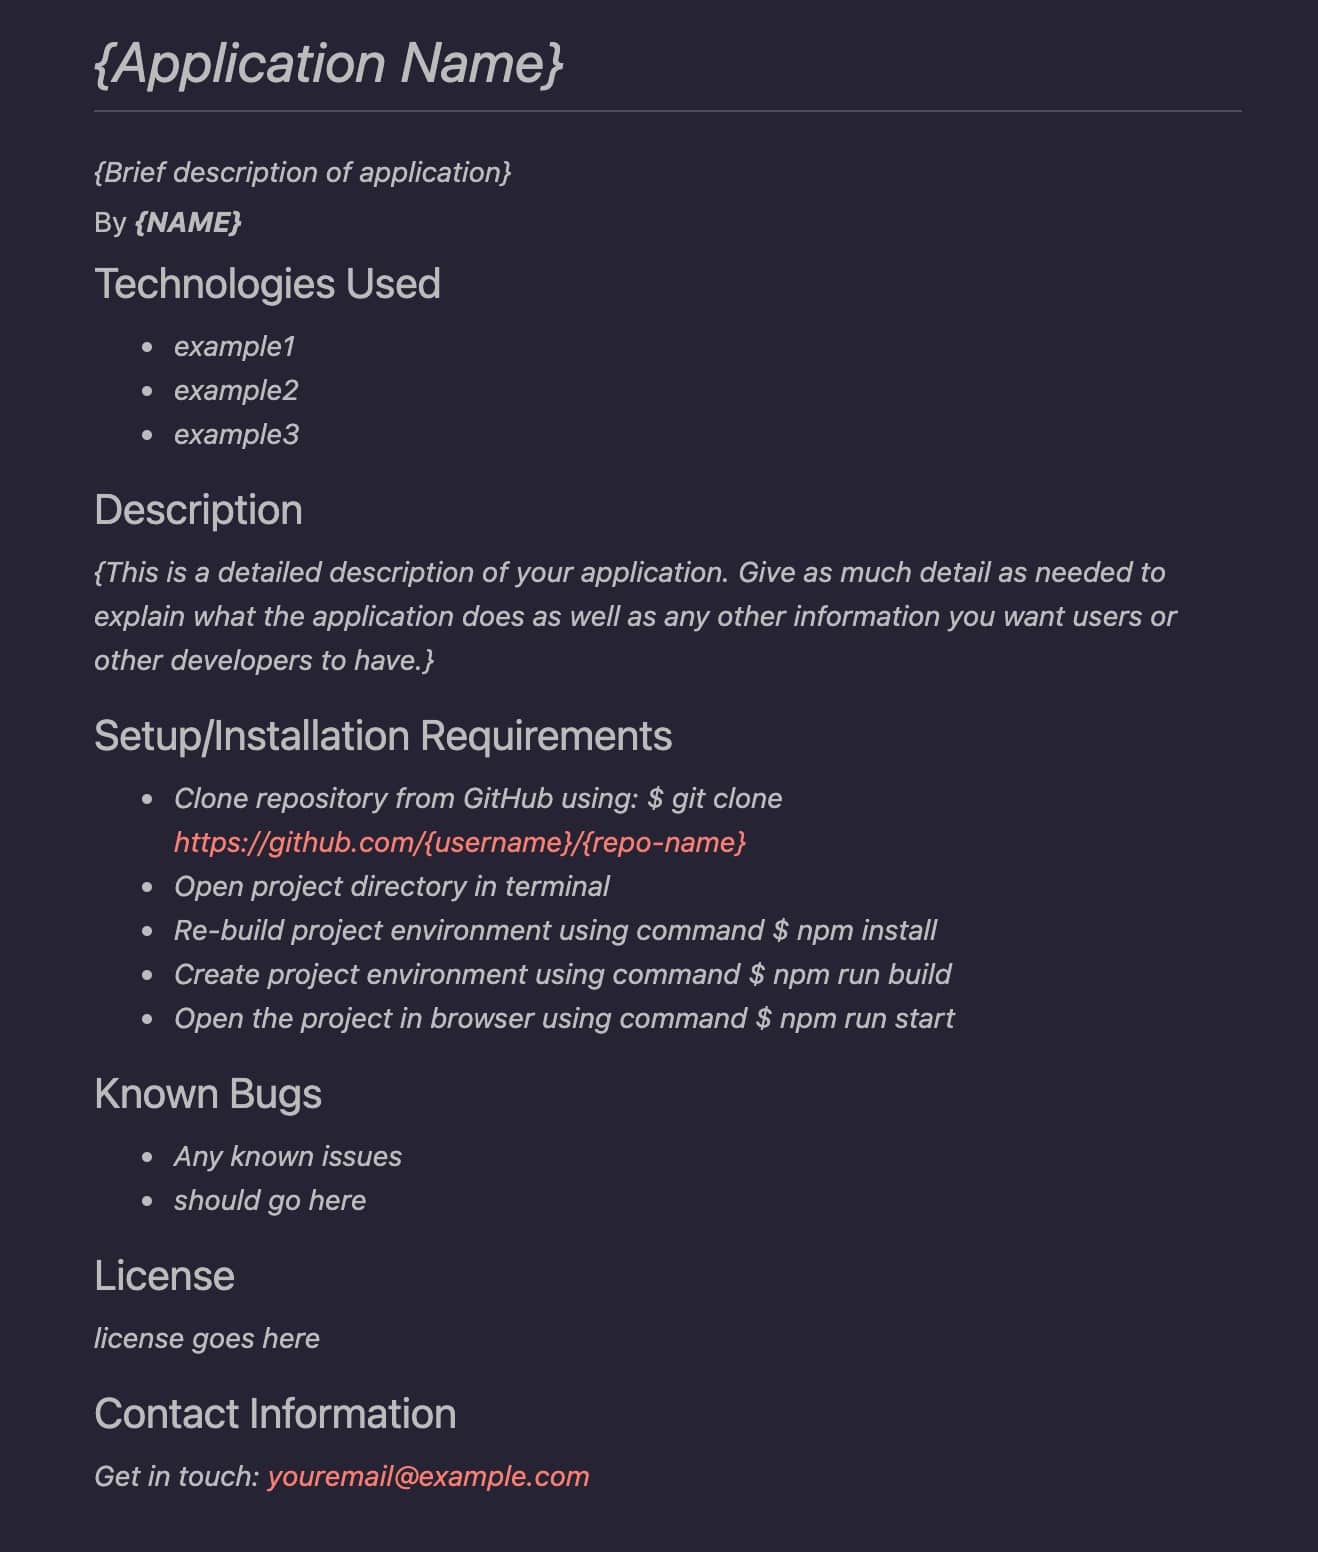 {Application Name}
{Brief description of application}
By {NAME}
Technologies Used
• example1
• example2
• example3
Description
{This is a detailed description of your application. Give as much detail as needed to
explain what the application does as well as any other information you want users or
other developers to have.}
Setup/Installation Requirements
• Clone repository from GitHub using: $ git clone
https://github.com/{username}/{repo-name}
• Open project directory in terminal
• Re-build project environment using command $ npm install
• Create project environment using command $ npm run build
• Open the project in browser using command $ npm run start
Known Bugs
• Any known issues
• should go here
License
license goes here
Contact Information
Get in touch: youremail@example.com